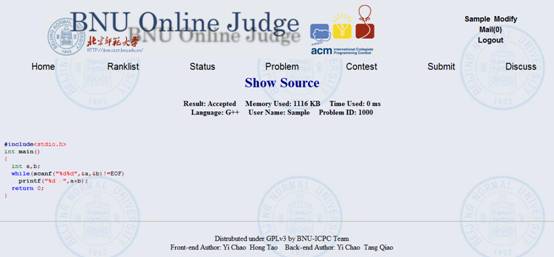 BNU Online Judge
BNU Online Judge
北京师范大学
HTTP://
acm International Collegiate
Programming Contest
Sample Modify
Mail(0)
Logout
Home Ranklist Status Problem Contest Submit Discuss
Show Source
Result: Accepted Memory Used: 1116 KB Time Used: 0 ms
Language: G++ User Name: Sample Problem ID: 1000
#include<stdio.h>
int main()
{
int a,b;
while(scanf("%d%d",&a,&b)!=EOF)
printf("%d ",a+b);
return 0;
}
Distrubuted under GPLv3 by BNU-ICPC Team
Front-end Author: Yi Chao Hong Tao Back-end Author: Yi Chao Tang Qiao